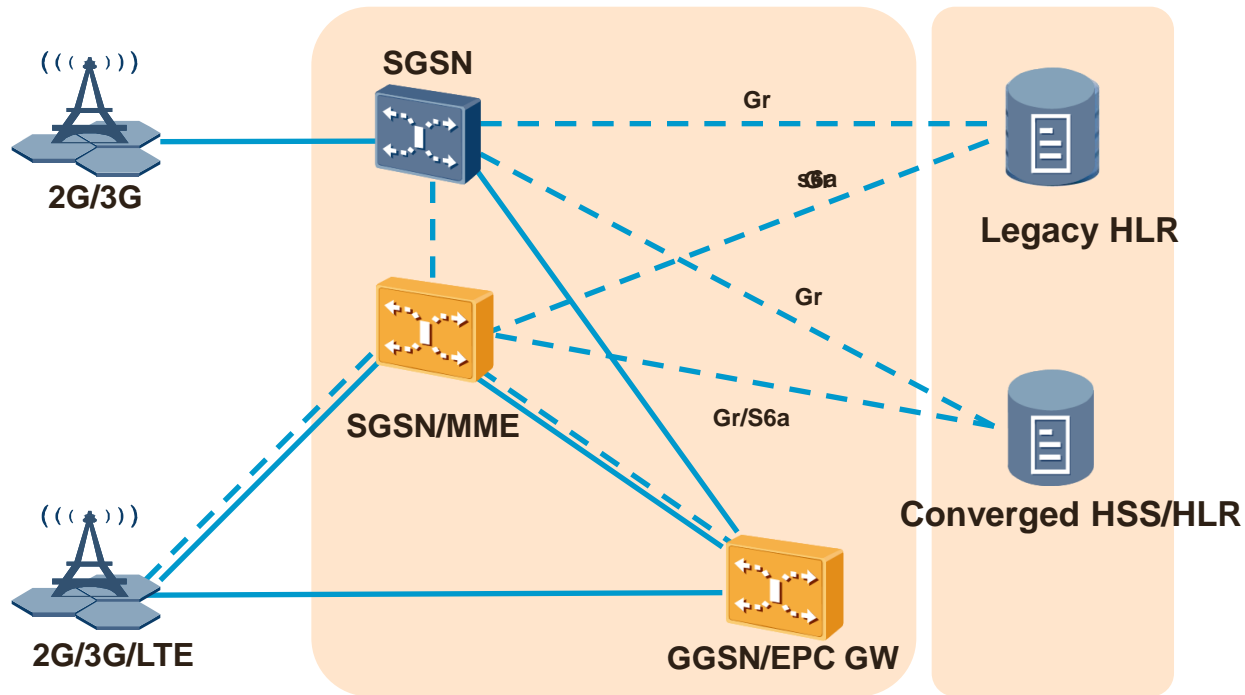 SGSN
Gr
2G/3G
Legacy HLR
Gr
SGSN/MME
Gr/S6a
Converged HSS/HLR
2G/3G/LTE
GGSN/EPC GW